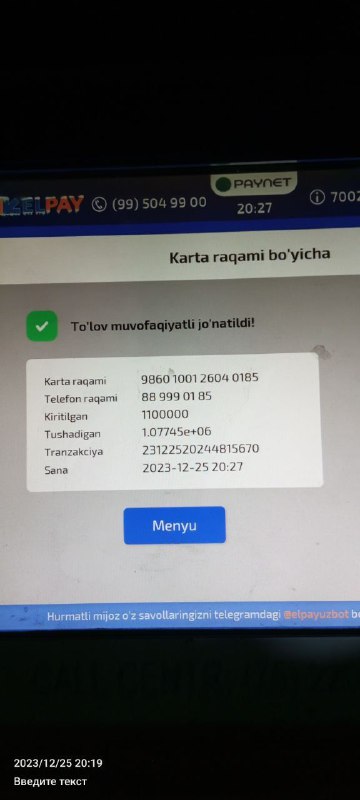 ELPAY (99) 504 99 00
PAYNET
20:27
7002
Karta raqami bo'yicha
To'lov muvofaqiyatli jo'natildi!
Karta raqami 9860 1001 2604 0185
Telefon raqami 88 999 01 85
Kiritilgan 1100000
Tushadigan 1.07745e+06
Tranzakciya 23122520244815670
Sana 2023-12-25 20:27
Menyu
Hurmatli mijoz o'z savollaringizni telegramdagi @elpayuzbot
2023/12/25 20:19
Введите текст